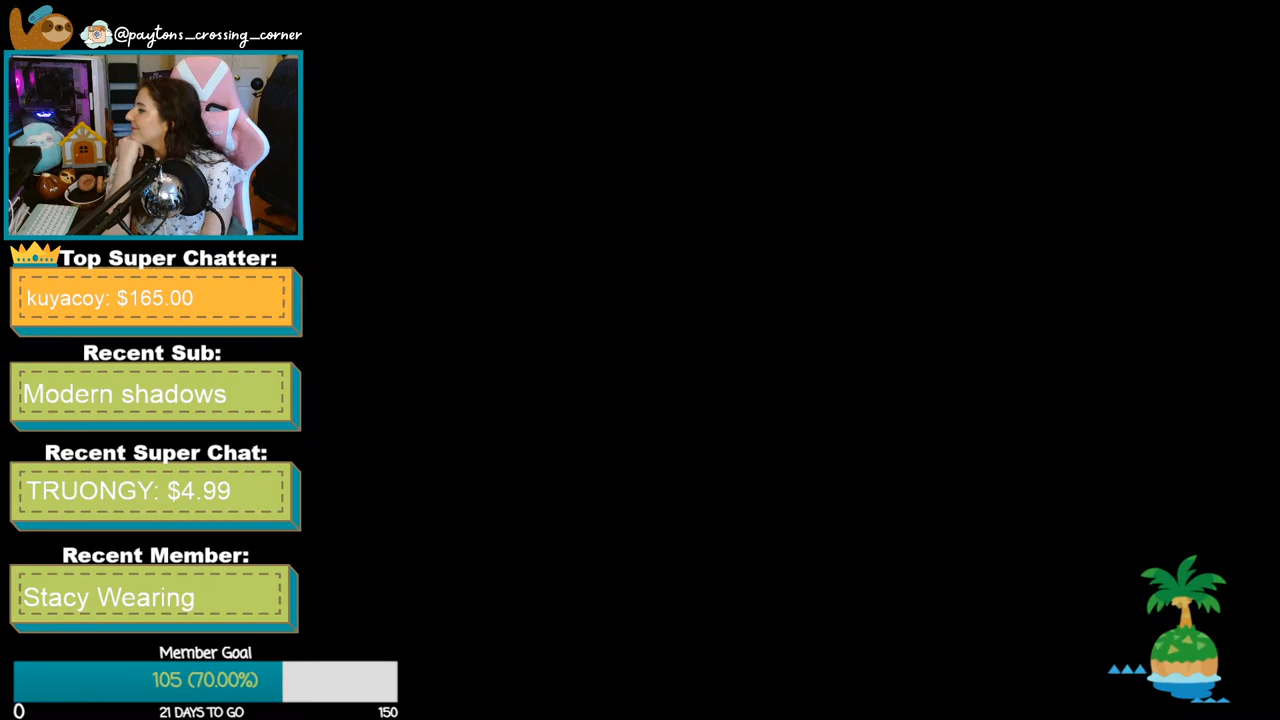 @paytons_crossing_corner
Top Super Chatter:
kuyacoy: $165.00
Recent Sub:
Modern shadows
Recent Super Chat:
TRUONGY: $4.99
Recent Member:
Stacy Wearing
Member Goal
105 (70.00%)
0 21 DAYS TO GO 150